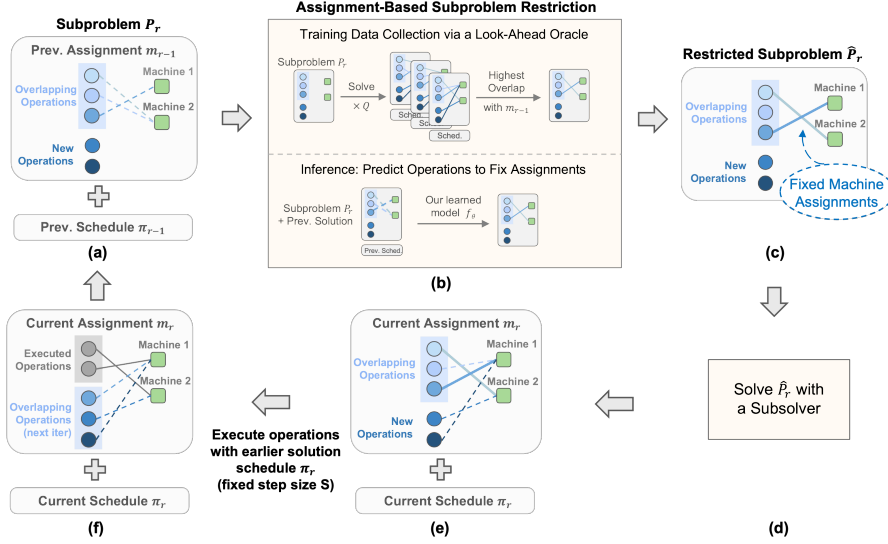 Subproblem P_r
Prev. Assignment m_{r−1}
Overlapping
Operations
Machine 1
Machine 2
New
Operations
Prev. Schedule π_{r−1}
(a)
Assignment-Based Subproblem Restriction
Training Data Collection via a Look-Ahead Oracle
Subproblem P_r
Solve
× Q
Sched.
Sched.
Sched.
Highest
Overlap
with m_{r−1}
Inference: Predict Operations to Fix Assignments
Subproblem P_r
+ Prev. Solution
Prev. Sched.
Our learned
model f_θ
(b)
Restricted Subproblem P̂_r
Overlapping
Operations
Machine 1
Machine 2
New
Operations
Fixed Machine
Assignments
(c)
Solve P̂_r with
a Subsolver
(d)
Current Assignment m_r
Overlapping
Operations
Machine 1
Machine 2
New
Operations
Current Schedule π_r
(e)
Execute operations
with earlier solution
schedule π_r
(fixed step size S)
Current Assignment m_r
Executed
Operations
Machine 1
Machine 2
Overlapping
Operations
(next iter)
Current Schedule π_r
(f)